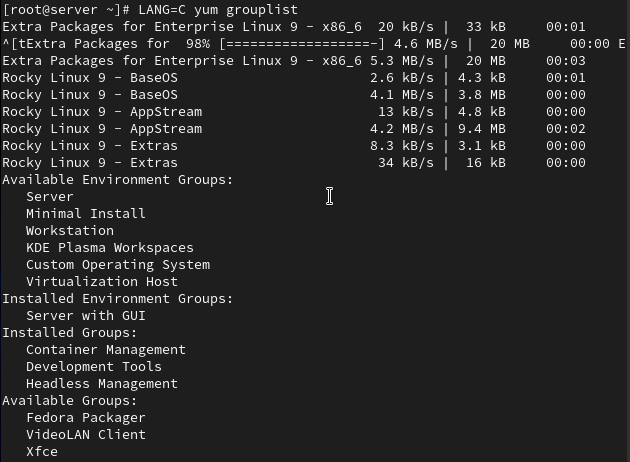 [root@server ~]# LANG=C yum grouplist
Extra Packages for Enterprise Linux 9 - x86_6  20 kB/s |  33 kB     00:01
^[tExtra Packages for  98% [==================-] 4.6 MB/s |  20 MB     00:00 E
Extra Packages for Enterprise Linux 9 - x86_6 5.3 MB/s |  20 MB     00:03
Rocky Linux 9 - BaseOS                        2.6 kB/s | 4.3 kB     00:01
Rocky Linux 9 - BaseOS                        4.1 MB/s | 3.8 MB     00:00
Rocky Linux 9 - AppStream                      13 kB/s | 4.8 kB     00:00
Rocky Linux 9 - AppStream                     4.2 MB/s | 9.4 MB     00:02
Rocky Linux 9 - Extras                        8.3 kB/s | 3.1 kB     00:00
Rocky Linux 9 - Extras                         34 kB/s |  16 kB     00:00
Available Environment Groups:
   Server
   Minimal Install
   Workstation
   KDE Plasma Workspaces
   Custom Operating System
   Virtualization Host
Installed Environment Groups:
   Server with GUI
Installed Groups:
   Container Management
   Development Tools
   Headless Management
Available Groups:
   Fedora Packager
   VideoLAN Client
   Xfce